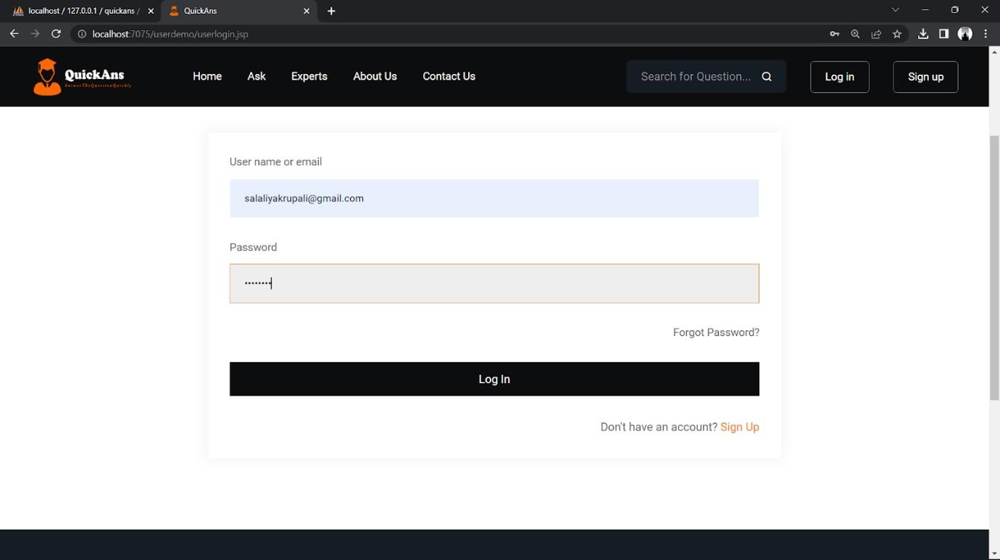 localhost / 127.0.0.1 / quickans /
QuickAns
localhost:7075/userdemo/userlogin.jsp
QuickAns
AnswerTheQuestionQuickly
Home Ask Experts About Us Contact Us
Search for Question...
Log in
Sign up
User name or email
salaliyakrupali@gmail.com
Password
••••••••
Forgot Password?
Log In
Don't have an account? Sign Up